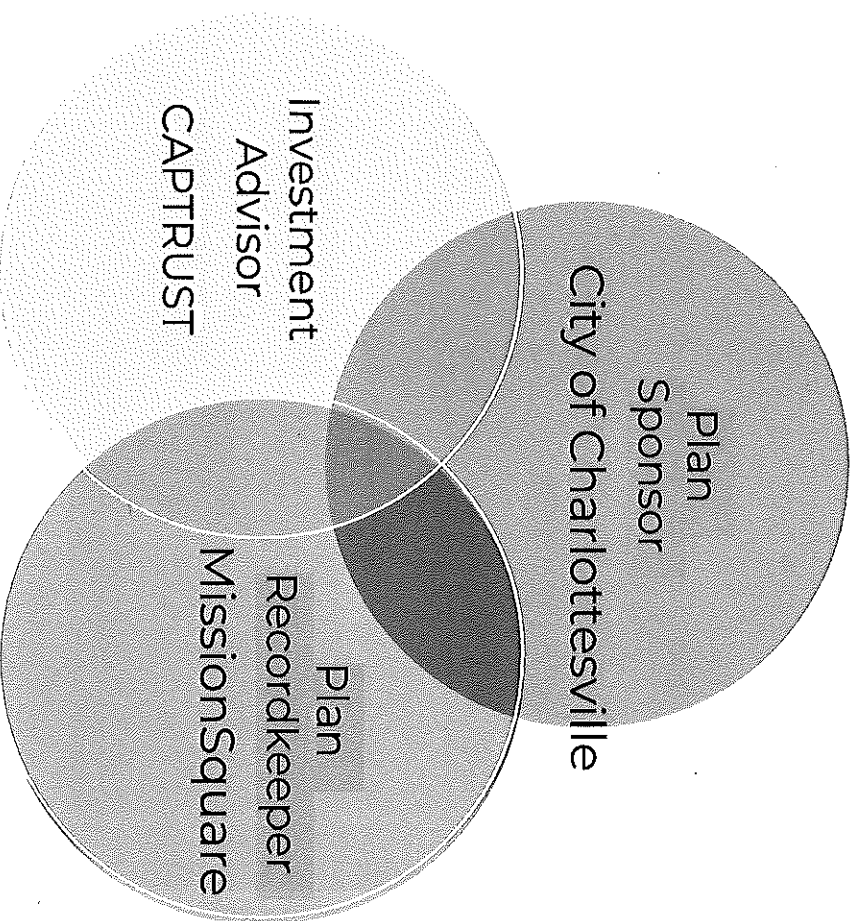 Plan
Sponsor
City of Charlottesville
Investment
Advisor
CAPTRUST
Plan
Recordkeeper
MissionSquare